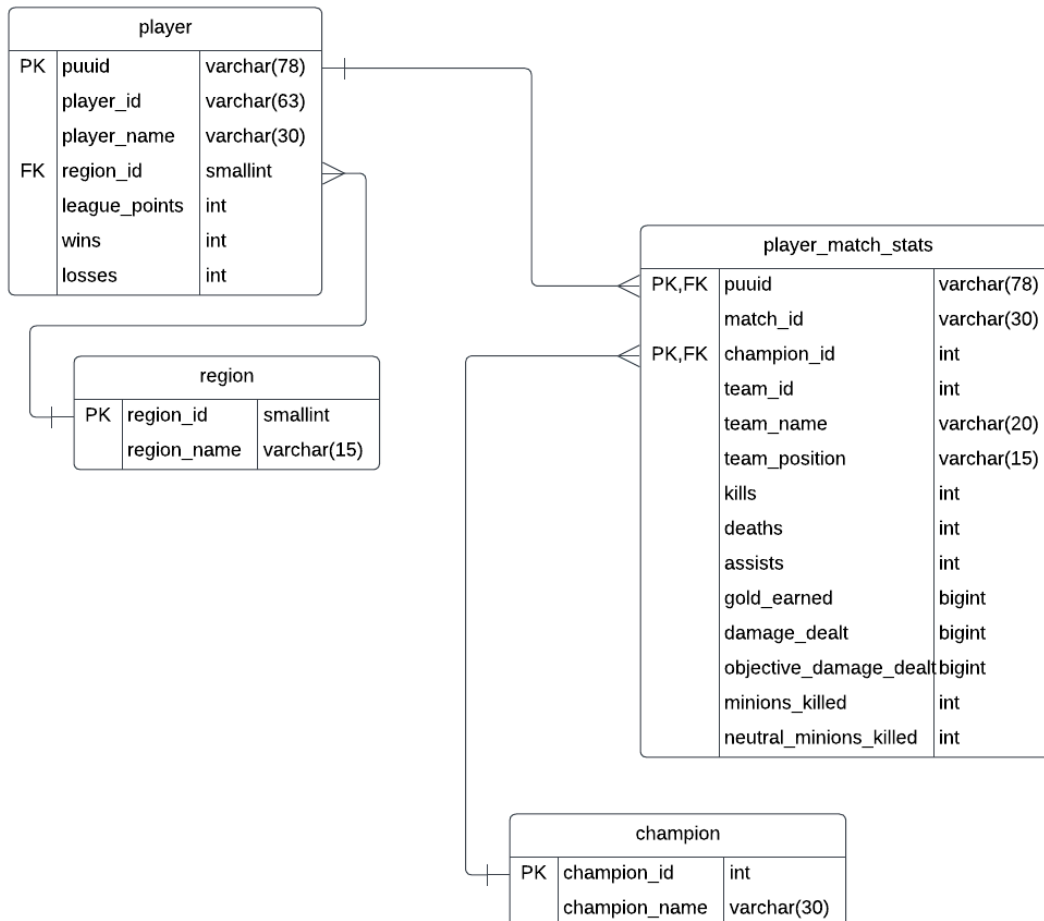 player
PK puuid varchar(78)
player_id varchar(63)
player_name varchar(30)
FK region_id smallint
league_points int
wins int
losses int
region
PK region_id smallint
region_name varchar(15)
player_match_stats
PK,FK puuid varchar(78)
match_id varchar(30)
PK,FK champion_id int
team_id int
team_name varchar(20)
team_position varchar(15)
kills int
deaths int
assists int
gold_earned bigint
damage_dealt bigint
objective_damage_dealt bigint
minions_killed int
neutral_minions_killed int
champion
PK champion_id int
champion_name varchar(30)